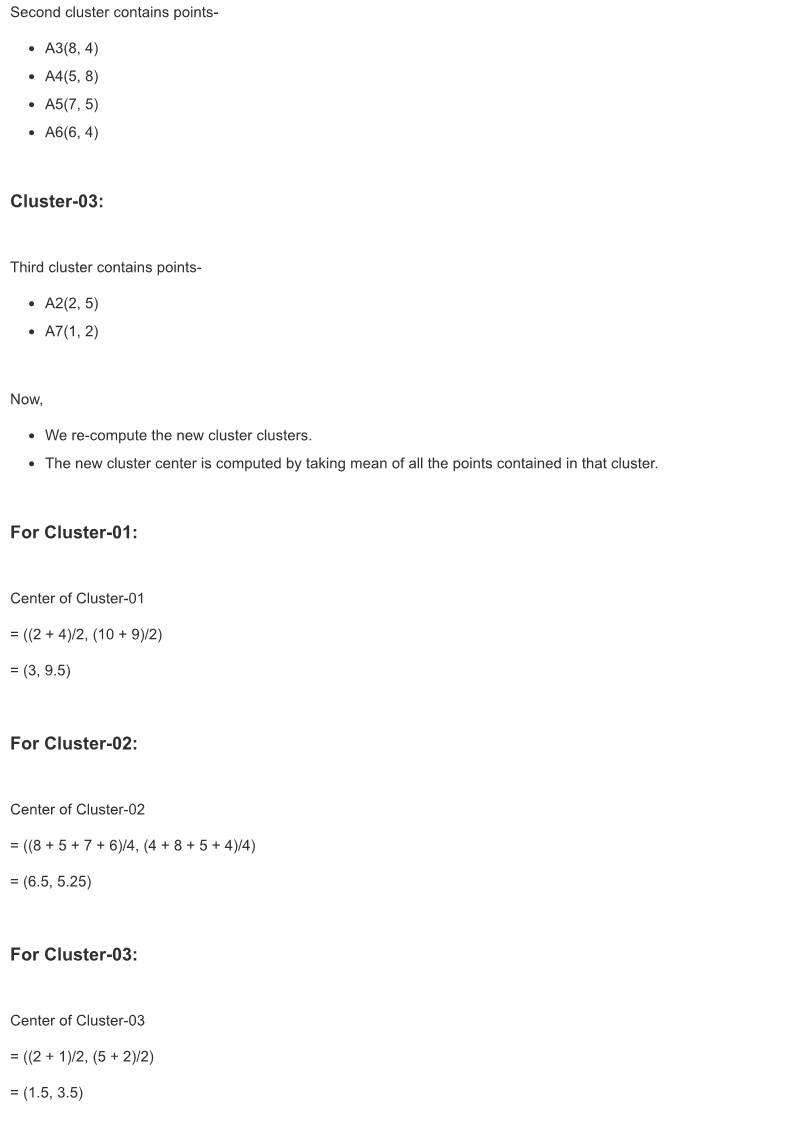 Second cluster contains points-
• A3(8, 4)
• A4(5, 8)
• A5(7, 5)
• A6(6, 4)
Cluster-03:
Third cluster contains points-
• A2(2, 5)
• A7(1, 2)
Now,
• We re-compute the new cluster clusters.
• The new cluster center is computed by taking mean of all the points contained in that cluster.
For Cluster-01:
Center of Cluster-01
= ((2 + 4)/2, (10 + 9)/2)
= (3, 9.5)
For Cluster-02:
Center of Cluster-02
= ((8 + 5 + 7 + 6)/4, (4 + 8 + 5 + 4)/4)
= (6.5, 5.25)
For Cluster-03:
Center of Cluster-03
= ((2 + 1)/2, (5 + 2)/2)
= (1.5, 3.5)